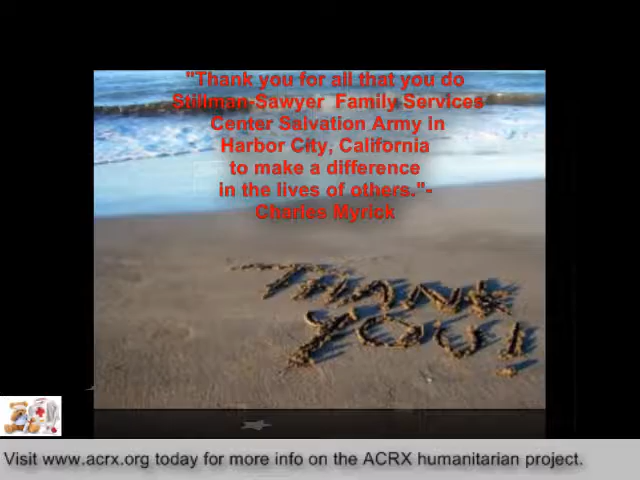 "Thank you for all that you do
Stillman-Sawyer Family Services
Center Salvation Army in
Harbor City, California
to make a difference
in the lives of others."-
Charles Myrick
THANK
YOU!
Visit www.acrx.org today for more info on the ACRX humanitarian project.